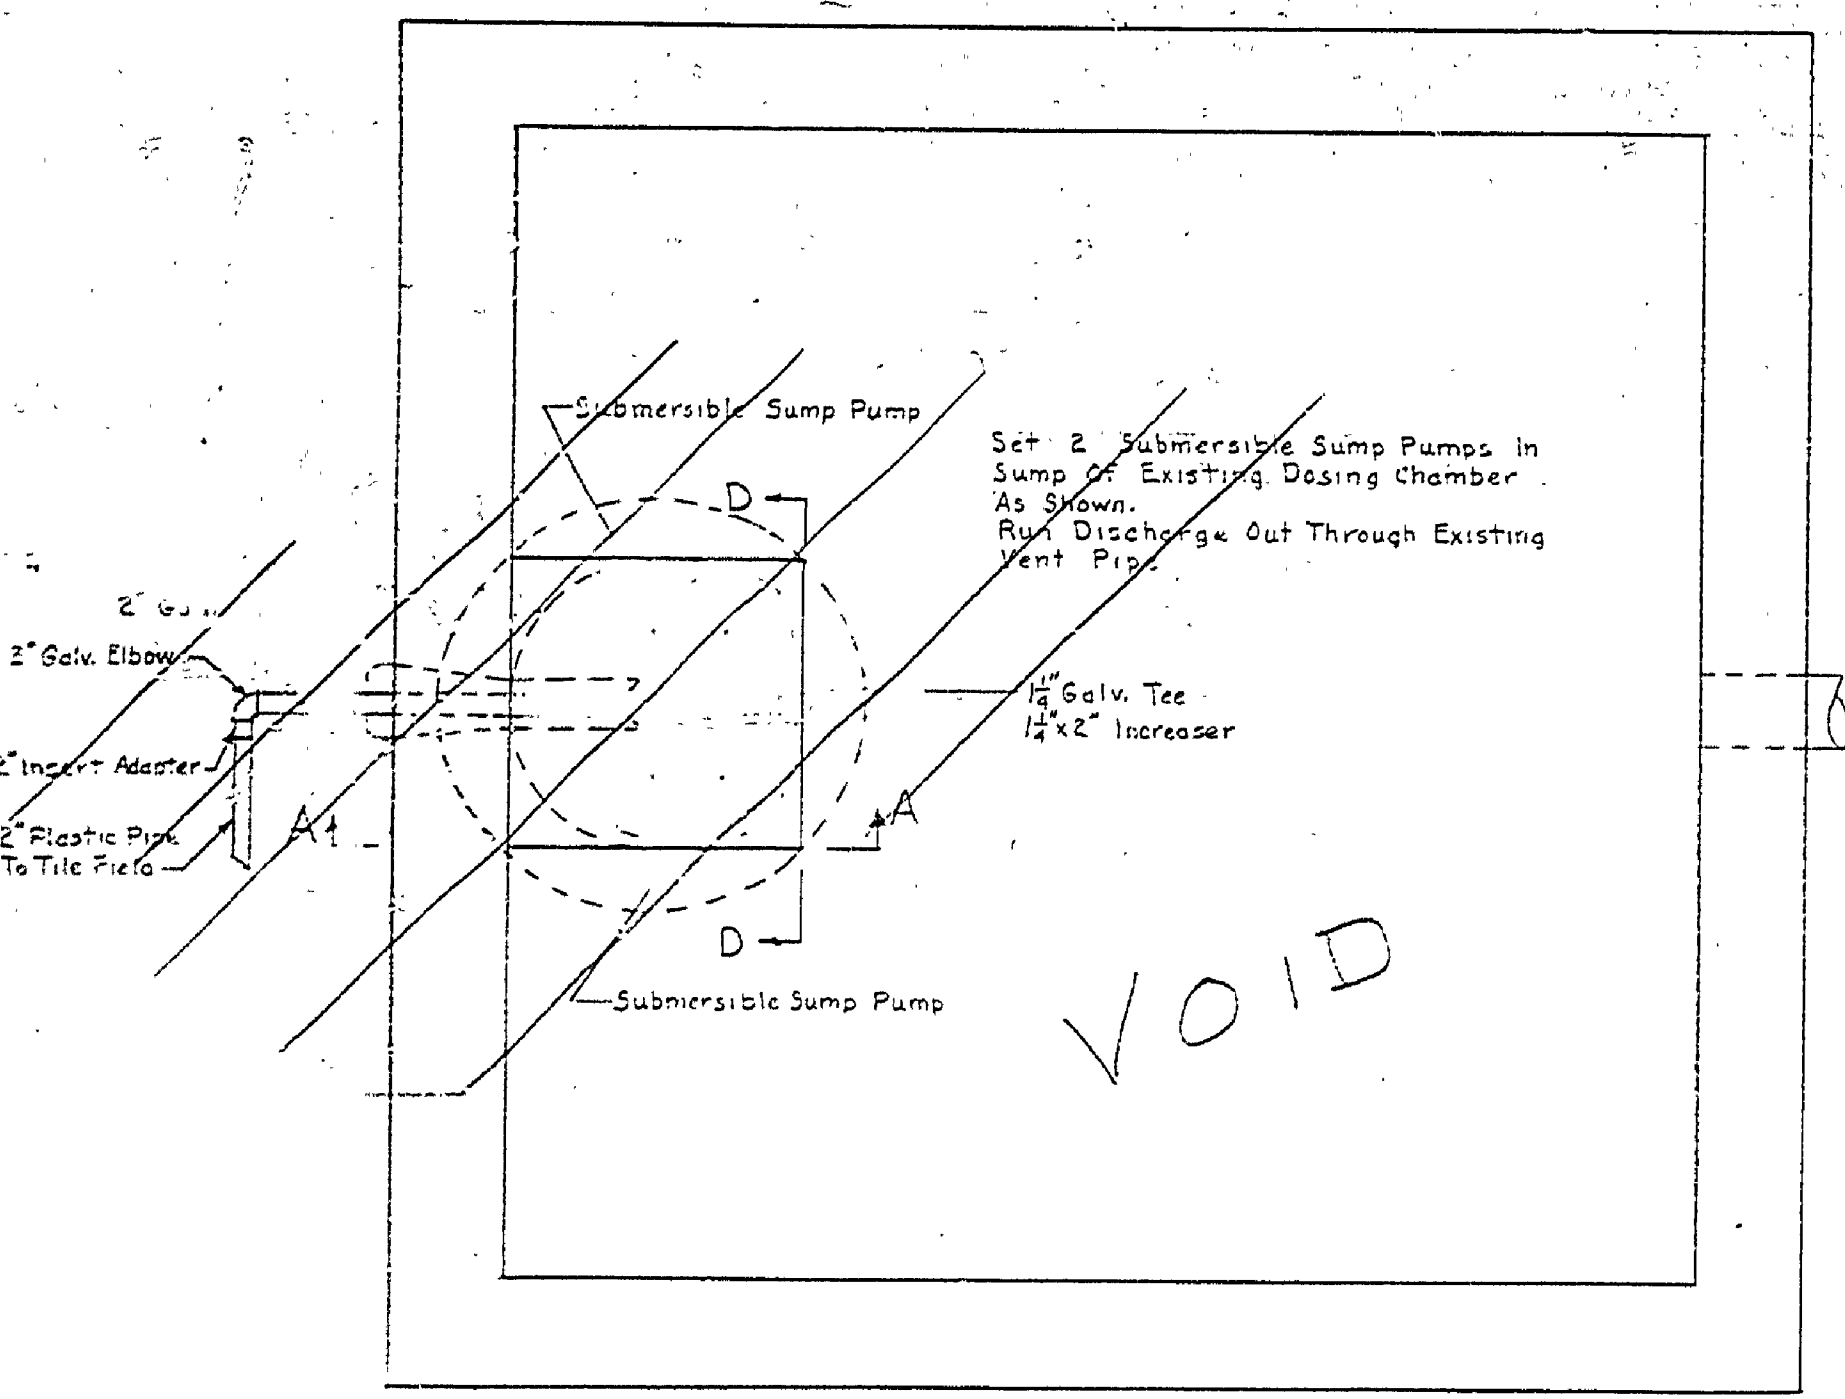 Submersible Sump Pump
Set 2 Submersible Sump Pumps In
Sump Of Existing Dosing Chamber
As Shown.
Run Discharge Out Through Existing
Vent Pipe
D
2"
2" Galv. Elbow
1¼" Galv. Tee
1¼"x2" Increaser
2" Insert Adapter
2" Plastic Pipe
To Tile Field
A
A
D
Submersible Sump Pump
VOID